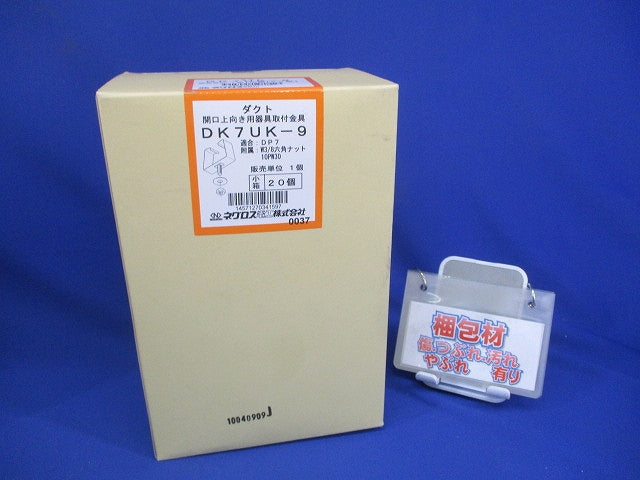 ダクト
開口上向き用器具取付金具
DK7UK-9
適合：DP7
附属：W3/8六角ナット
10PW30
販売単位 1個
小箱 20個
14571270341597
ネグロス電工株式会社
0037
10040909J
梱包材
傷.つぶれ.汚れ
やぶれ 有り